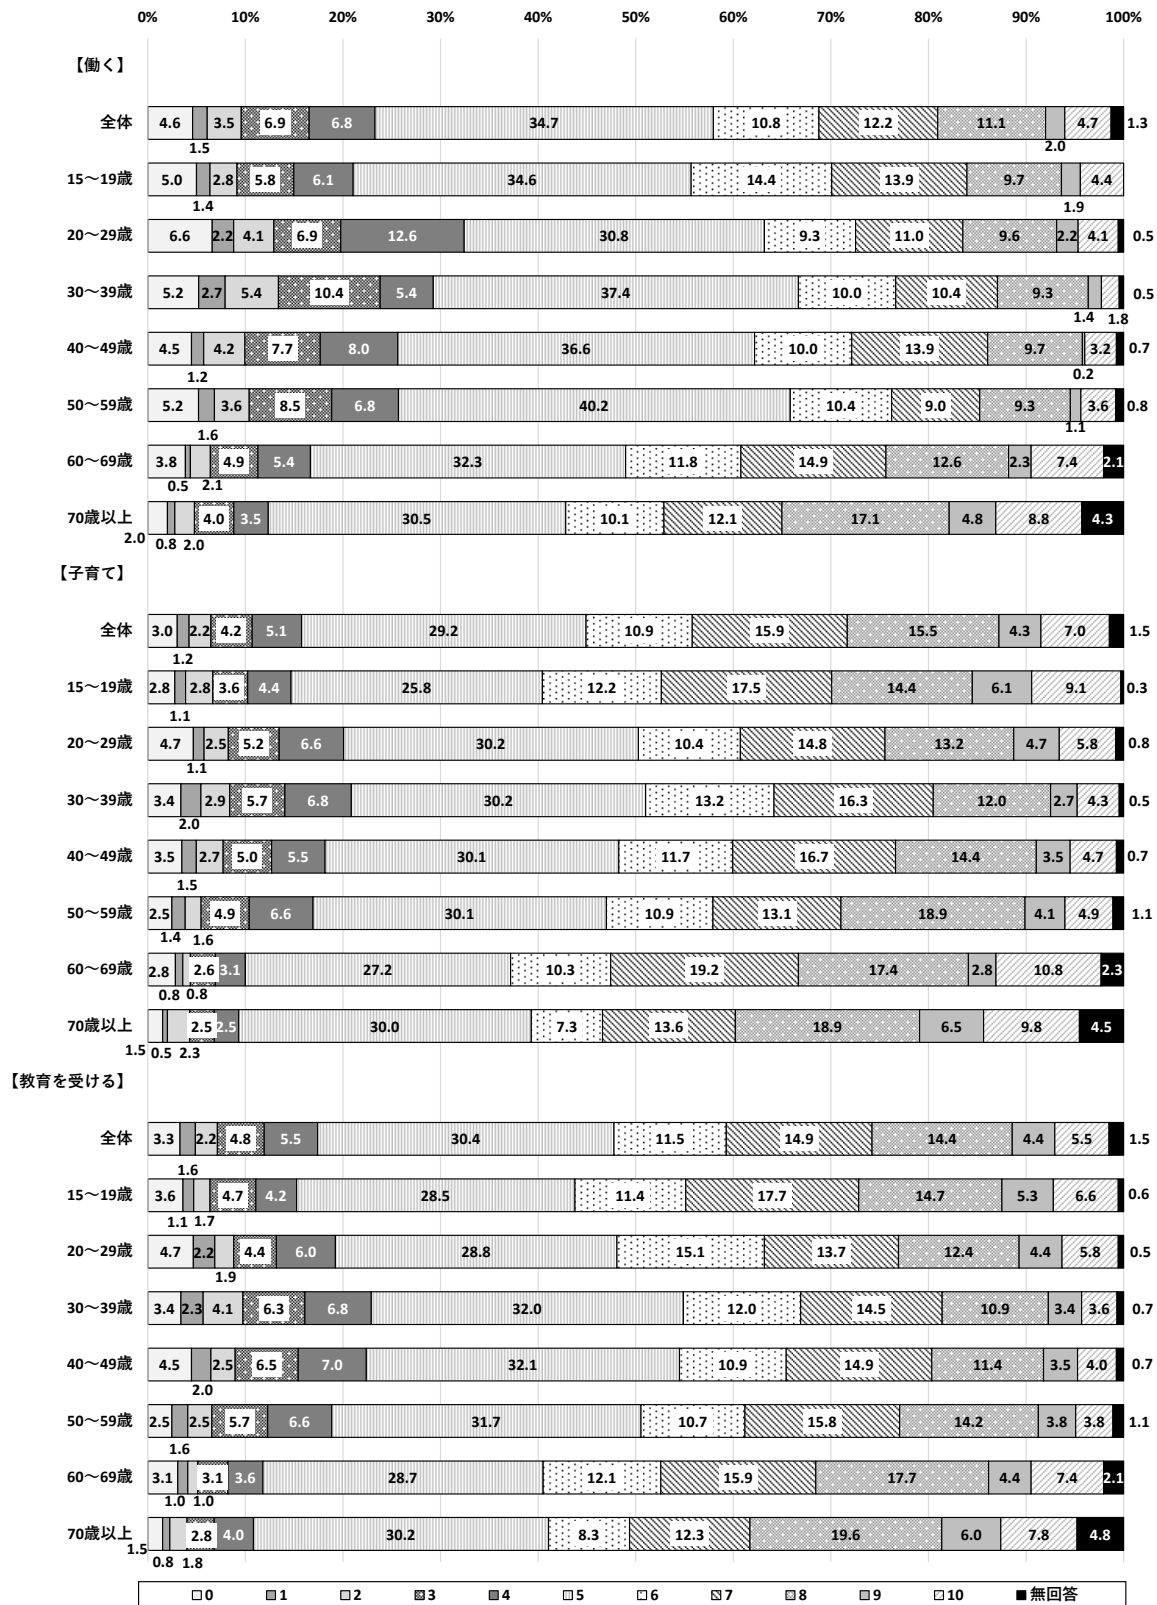 0% 10% 20% 30% 40% 50% 60% 70% 80% 90% 100%
【働く】
全体 4.6 1.5 3.5 6.9 6.8 34.7 10.8 12.2 11.1 2.0 4.7 1.3
15～19歳 5.0 1.4 2.8 5.8 6.1 34.6 14.4 13.9 9.7 1.9 4.4
20～29歳 6.6 2.2 4.1 6.9 12.6 30.8 9.3 11.0 9.6 2.2 4.1 0.5
30～39歳 5.2 2.7 5.4 10.4 5.4 37.4 10.0 10.4 9.3 1.4 1.8 0.5
40～49歳 4.5 1.2 4.2 7.7 8.0 36.6 10.0 13.9 9.7 0.2 3.2 0.7
50～59歳 5.2 1.6 3.6 8.5 6.8 40.2 10.4 9.0 9.3 1.1 3.6 0.8
60～69歳 3.8 0.5 2.1 4.9 5.4 32.3 11.8 14.9 12.6 2.3 7.4 2.1
70歳以上 2.0 0.8 2.0 4.0 3.5 30.5 10.1 12.1 17.1 4.8 8.8 4.3
【子育て】
全体 3.0 1.2 2.2 4.2 5.1 29.2 10.9 15.9 15.5 4.3 7.0 1.5
15～19歳 2.8 1.1 2.8 3.6 4.4 25.8 12.2 17.5 14.4 6.1 9.1 0.3
20～29歳 4.7 1.1 2.5 5.2 6.6 30.2 10.4 14.8 13.2 4.7 5.8 0.8
30～39歳 3.4 2.0 2.9 5.7 6.8 30.2 13.2 16.3 12.0 2.7 4.3 0.5
40～49歳 3.5 1.5 2.7 5.0 5.5 30.1 11.7 16.7 14.4 3.5 4.7 0.7
50～59歳 2.5 1.4 1.6 4.9 6.6 30.1 10.9 13.1 18.9 4.1 4.9 1.1
60～69歳 2.8 0.8 0.8 2.6 3.1 27.2 10.3 19.2 17.4 2.8 10.8 2.3
70歳以上 1.5 0.5 2.3 2.5 2.5 30.0 7.3 13.6 18.9 6.5 9.8 4.5
【教育を受ける】
全体 3.3 1.6 2.2 4.8 5.5 30.4 11.5 14.9 14.4 4.4 5.5 1.5
15～19歳 3.6 1.1 1.7 4.7 4.2 28.5 11.4 17.7 14.7 5.3 6.6 0.6
20～29歳 4.7 2.2 1.9 4.4 6.0 28.8 15.1 13.7 12.4 4.4 5.8 0.5
30～39歳 3.4 2.3 4.1 6.3 6.8 32.0 12.0 14.5 10.9 3.4 3.6 0.7
40～49歳 4.5 2.0 2.5 6.5 7.0 32.1 10.9 14.9 11.4 3.5 4.0 0.7
50～59歳 2.5 1.6 2.5 5.7 6.6 31.7 10.7 15.8 14.2 3.8 3.8 1.1
60～69歳 3.1 1.0 1.0 3.1 3.6 28.7 12.1 15.9 17.7 4.4 7.4 2.1
70歳以上 1.5 0.8 1.8 2.8 4.0 30.2 8.3 12.3 19.6 6.0 7.8 4.8
0 1 2 3 4 5 6 7 8 9 10 無回答